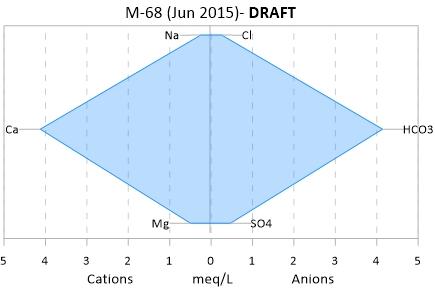 M-68 (Jun 2015)- DRAFT
Na Cl
Ca HCO3
Mg SO4
5 4 3 2 1 0 1 2 3 4 5
Cations meq/L Anions